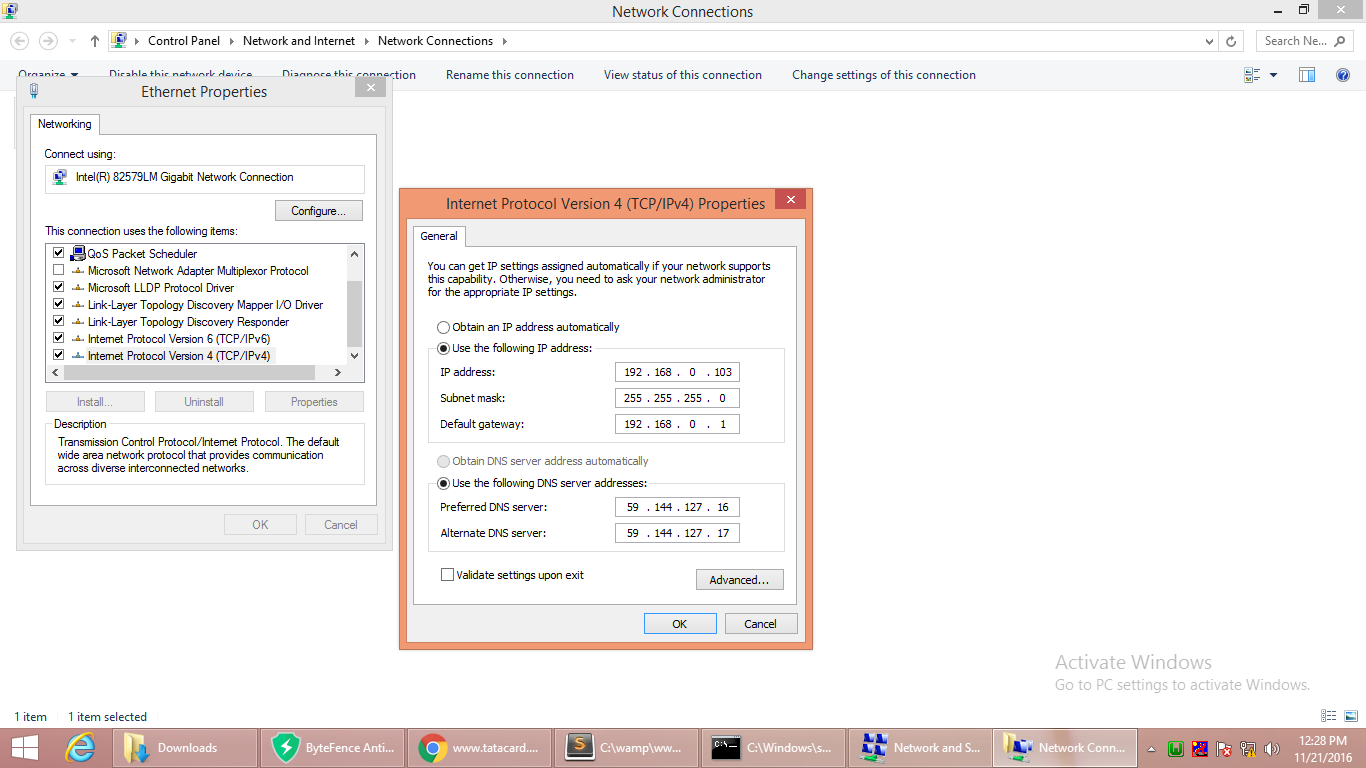 Network Connections
Control Panel Network and Internet Network Connections
Search Ne...
Organize Disable this network device Diagnose this connection Rename this connection View status of this connection Change settings of this connection
Ethernet Properties
Networking
Connect using:
Intel(R) 82579LM Gigabit Network Connection
Configure...
This connection uses the following items:
QoS Packet Scheduler
Microsoft Network Adapter Multiplexor Protocol
Microsoft LLDP Protocol Driver
Link-Layer Topology Discovery Mapper I/O Driver
Link-Layer Topology Discovery Responder
Internet Protocol Version 6 (TCP/IPv6)
Internet Protocol Version 4 (TCP/IPv4)
Install... Uninstall Properties
Description
Transmission Control Protocol/Internet Protocol. The default
wide area network protocol that provides communication
across diverse interconnected networks.
OK Cancel
Internet Protocol Version 4 (TCP/IPv4) Properties
General
You can get IP settings assigned automatically if your network supports
this capability. Otherwise, you need to ask your network administrator
for the appropriate IP settings.
Obtain an IP address automatically
Use the following IP address:
IP address: 192 . 168 . 0 . 103
Subnet mask: 255 . 255 . 255 . 0
Default gateway: 192 . 168 . 0 . 1
Obtain DNS server address automatically
Use the following DNS server addresses:
Preferred DNS server: 59 . 144 . 127 . 16
Alternate DNS server: 59 . 144 . 127 . 17
Validate settings upon exit
Advanced...
OK Cancel
Activate Windows
Go to PC settings to activate Windows.
1 item 1 item selected
Downloads ByteFence Anti... www.tatacard.... C:\wamp\ww... C:\Windows\s... Network and S... Network Conn...
12:28 PM
11/21/2016